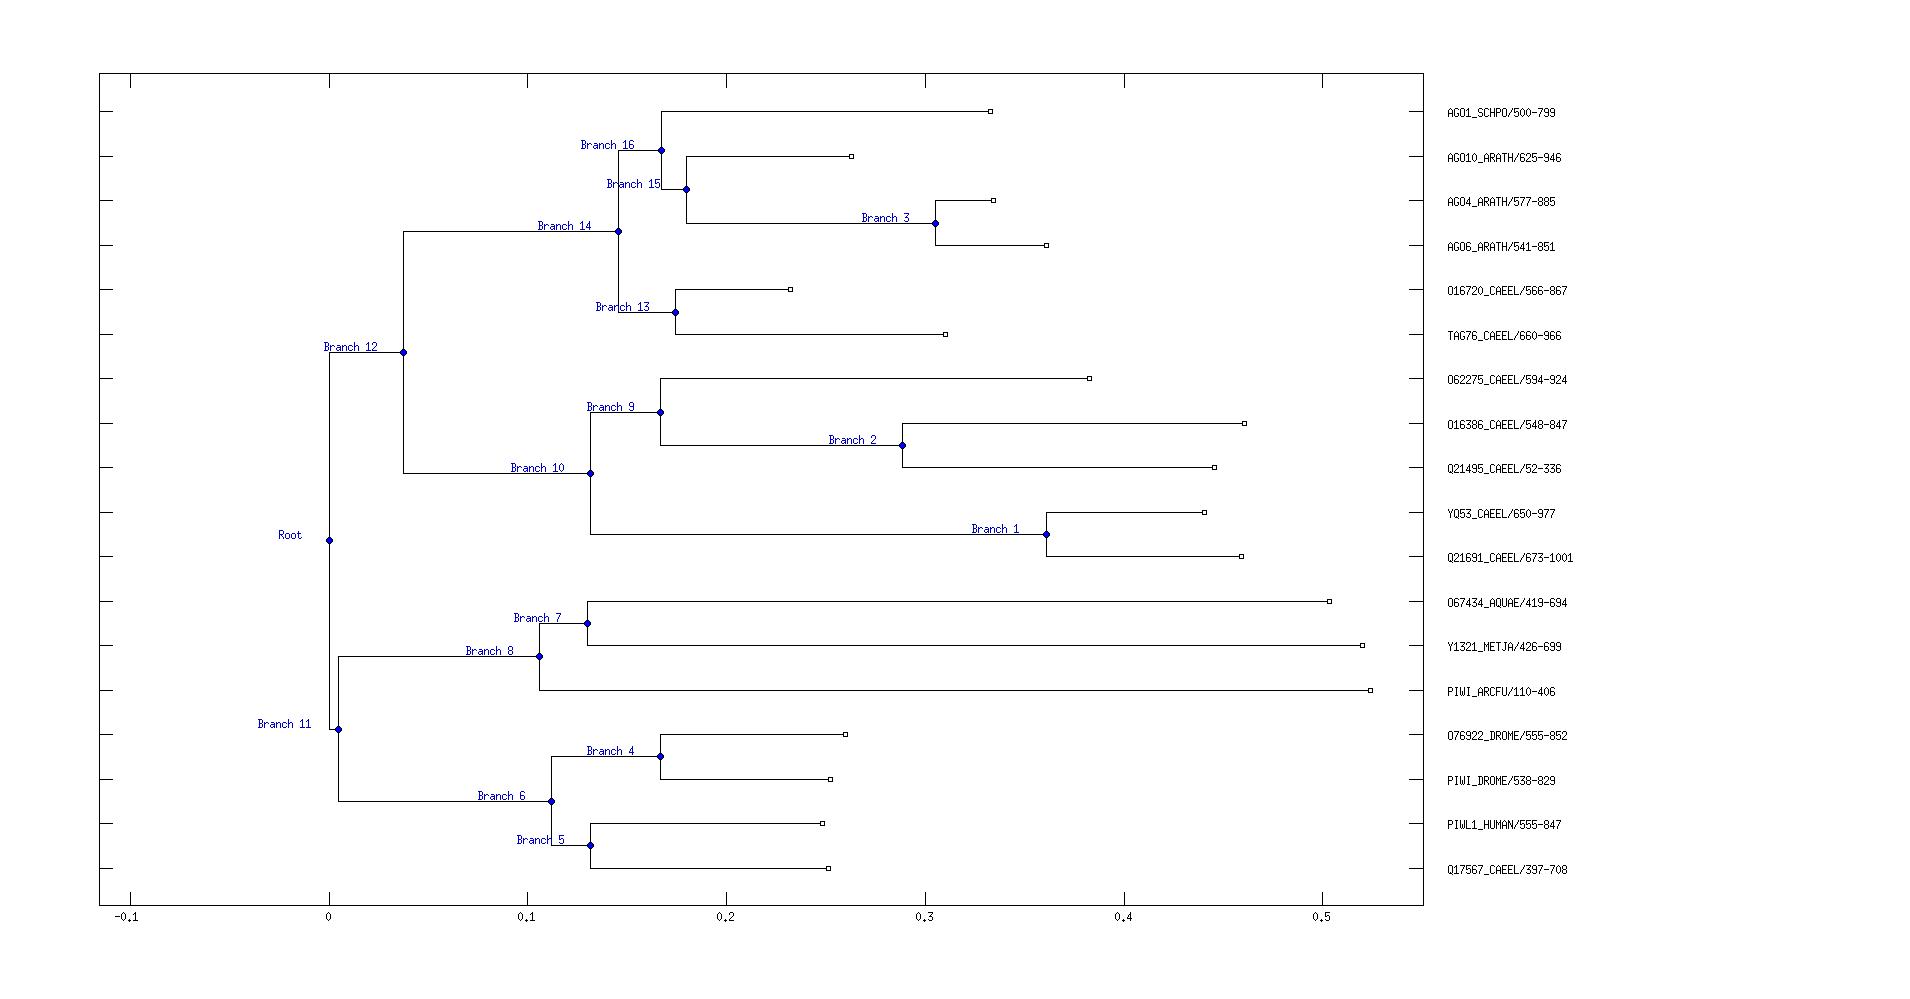 AGO1_SCHPO/500-799
Branch 16
AGO10_ARATH/625-946
Branch 15
AGO4_ARATH/577-885
Branch 3
Branch 14
AGO6_ARATH/541-851
O16720_CAEEL/566-867
Branch 13
TAG76_CAEEL/660-966
Branch 12
O62275_CAEEL/594-924
Branch 9
O16386_CAEEL/548-847
Branch 2
Branch 10
Q21495_CAEEL/52-336
YQ53_CAEEL/650-977
Branch 1
Root
Q21691_CAEEL/673-1001
O67434_AQUAE/419-694
Branch 7
Y1321_METJA/426-699
Branch 8
PIWI_ARCFU/110-406
Branch 11
O76922_DROME/555-852
Branch 4
PIWI_DROME/538-829
Branch 6
PIWL1_HUMAN/555-847
Branch 5
Q17567_CAEEL/397-708
-0.1 0 0.1 0.2 0.3 0.4 0.5